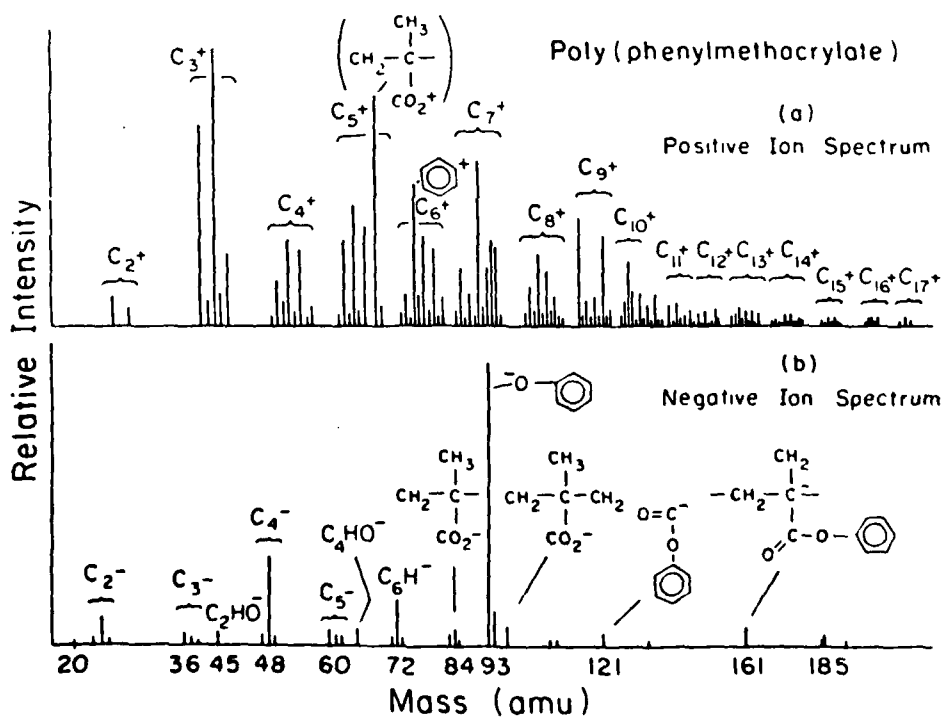 Poly (phenylmethacrylate)
(a)
Positive Ion Spectrum
CH₃
CH₂ — C —
CO₂⁺
C₂⁺
C₃⁺
C₄⁺
C₅⁺
+
C₆⁺
C₇⁺
C₈⁺
C₉⁺
C₁₀⁺
C₁₁⁺
C₁₂⁺
C₁₃⁺
C₁₄⁺
C₁₅⁺
C₁₆⁺
C₁₇⁺
Relative Intensity
(b)
Negative Ion Spectrum
⁻O
C₂⁻
C₃⁻
C₂HO⁻
C₄⁻
C₅⁻
C₄HO⁻
C₆H⁻
CH₃
CH₂ — C —
CO₂⁻
CH₃
CH₂ — C — CH₂
CO₂⁻
O=C⁻
O
CH₂
— CH₂ — C⁻ —
C — O —
O
20 36 45 48 60 72 84 93 121 161 185
Mass (amu)